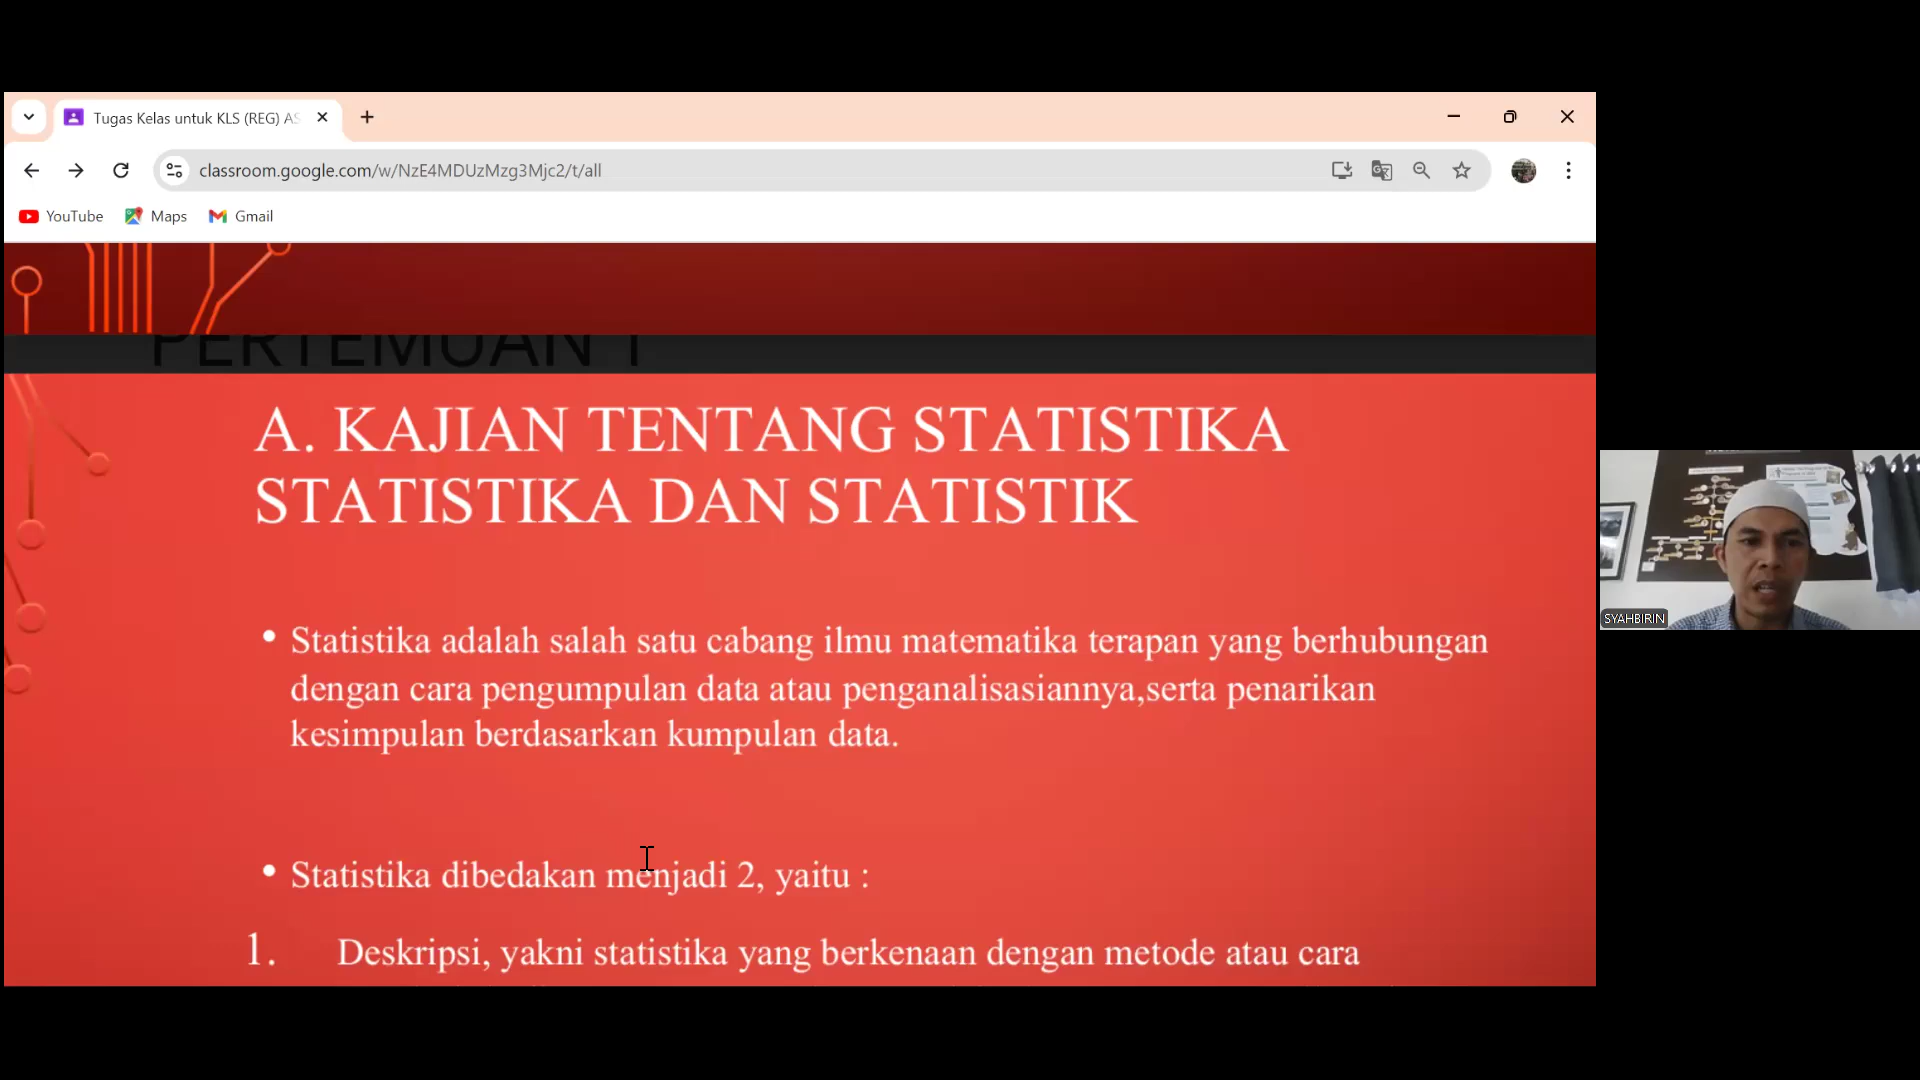 Tugas Kelas untuk KLS (REG) AS
classroom.google.com/w/NzE4MDUzMzg3Mjc2/t/all
YouTube Maps Gmail
PERTEMUAN 1
A. KAJIAN TENTANG STATISTIKA
STATISTIKA DAN STATISTIK
• Statistika adalah salah satu cabang ilmu matematika terapan yang berhubungan
dengan cara pengumpulan data atau penganalisasiannya,serta penarikan
kesimpulan berdasarkan kumpulan data.
• Statistika dibedakan menjadi 2, yaitu :
1. Deskripsi, yakni statistika yang berkenaan dengan metode atau cara
SYAHBIRIN